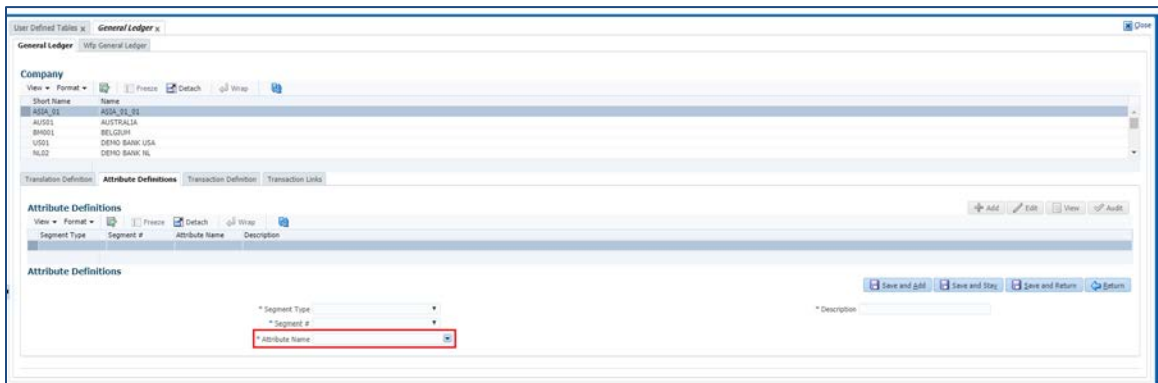 User Defined Tables x General Ledger x Close
General Ledger Wfp General Ledger
Company
View Format Freeze Detach Wrap
Short Name Name
ASIA_01 ASIA_01_01
AUS01 AUSTRALIA
BM001 BELGIUM
US01 DEMO BANK USA
NL02 DEMO BANK NL
Translation Definition Attribute Definitions Transaction Definition Transaction Links
Attribute Definitions Add Edit View Audit
View Format Freeze Detach Wrap
Segment Type Segment # Attribute Name Description
Attribute Definitions
Save and Add Save and Stay Save and Return Return
* Segment Type * Description
* Segment #
* Attribute Name